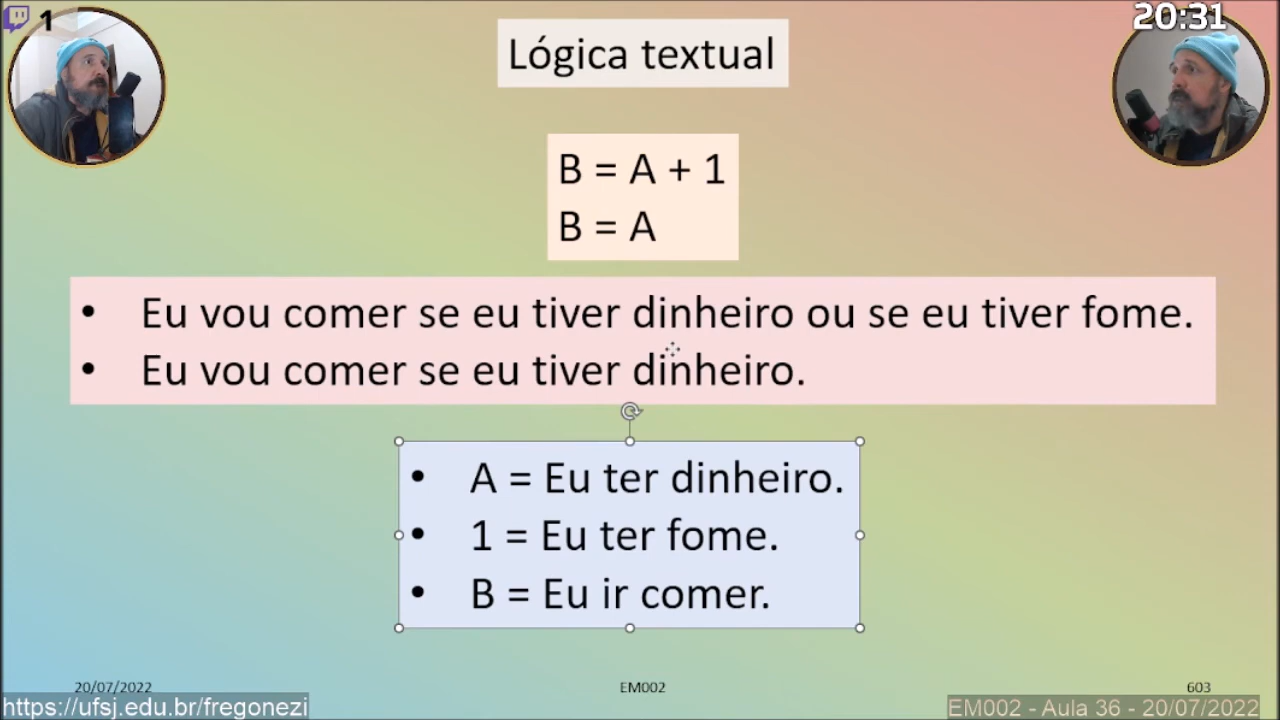 1
20:31
Lógica textual
B = A + 1
B = A
• Eu vou comer se eu tiver dinheiro ou se eu tiver fome.
• Eu vou comer se eu tiver dinheiro.
• A = Eu ter dinheiro.
• 1 = Eu ter fome.
• B = Eu ir comer.
20/07/2022
EM002
603
https://ufsj.edu.br/fregonezi
EM002 - Aula 36 - 20/07/2022